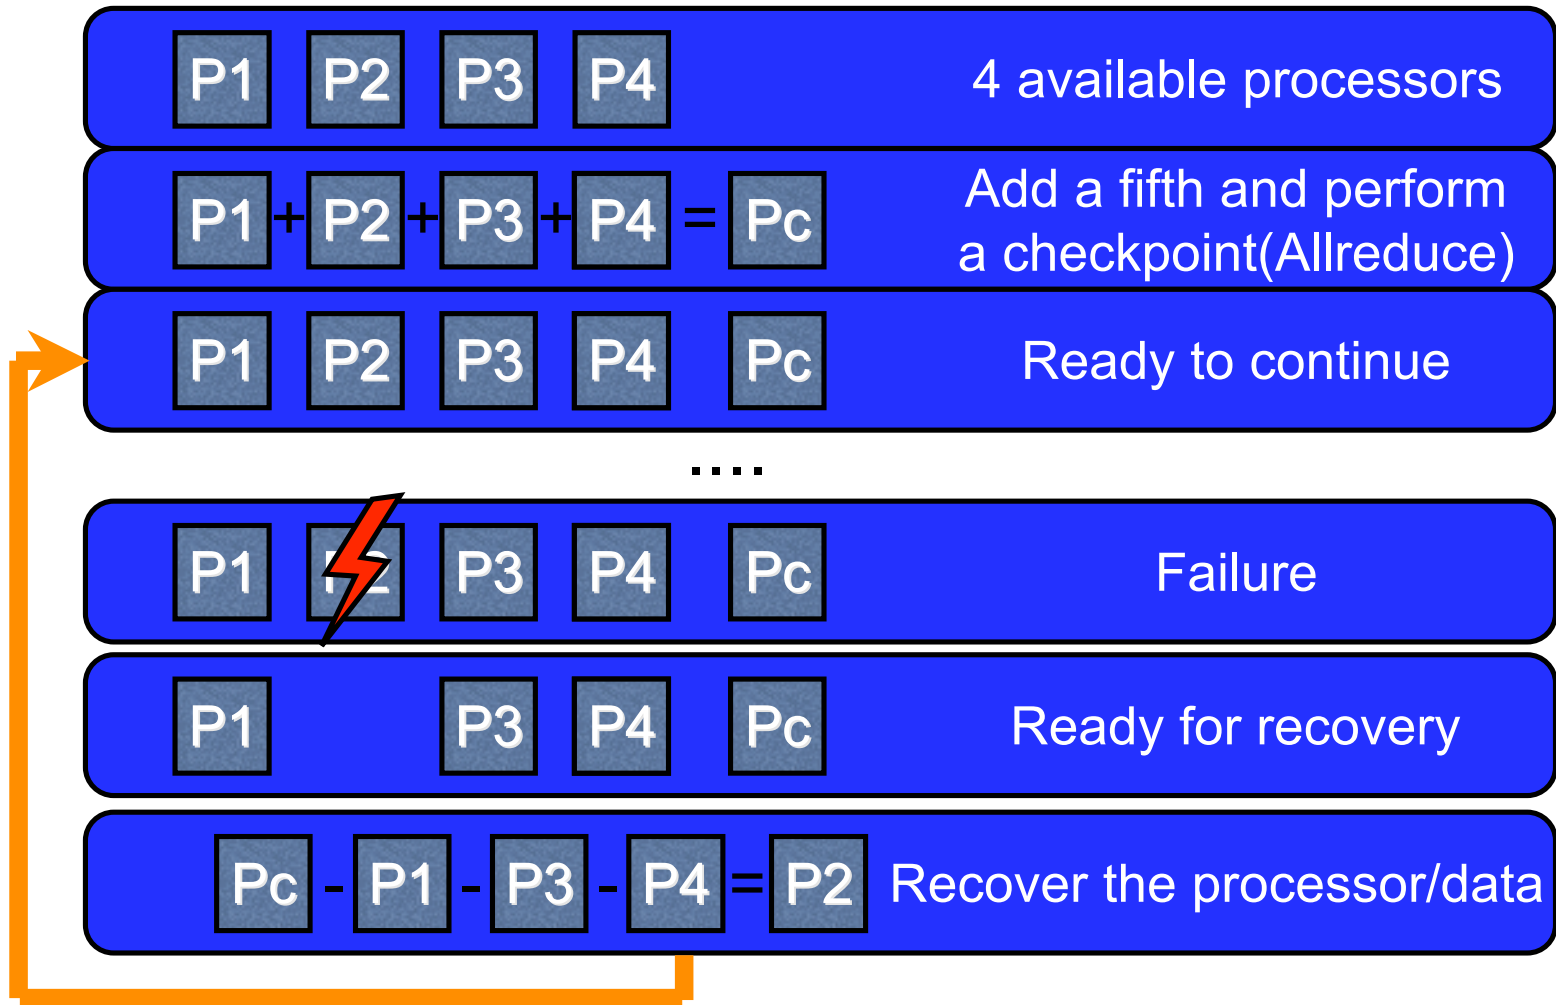 P1 P2 P3 P4 4 available processors
P1 + P2 + P3 + P4 = Pc Add a fifth and perform
a checkpoint(Allreduce)
P1 P2 P3 P4 Pc Ready to continue
....
P1 P2 P3 P4 Pc Failure
P1 P3 P4 Pc Ready for recovery
Pc - P1 - P3 - P4 = P2 Recover the processor/data